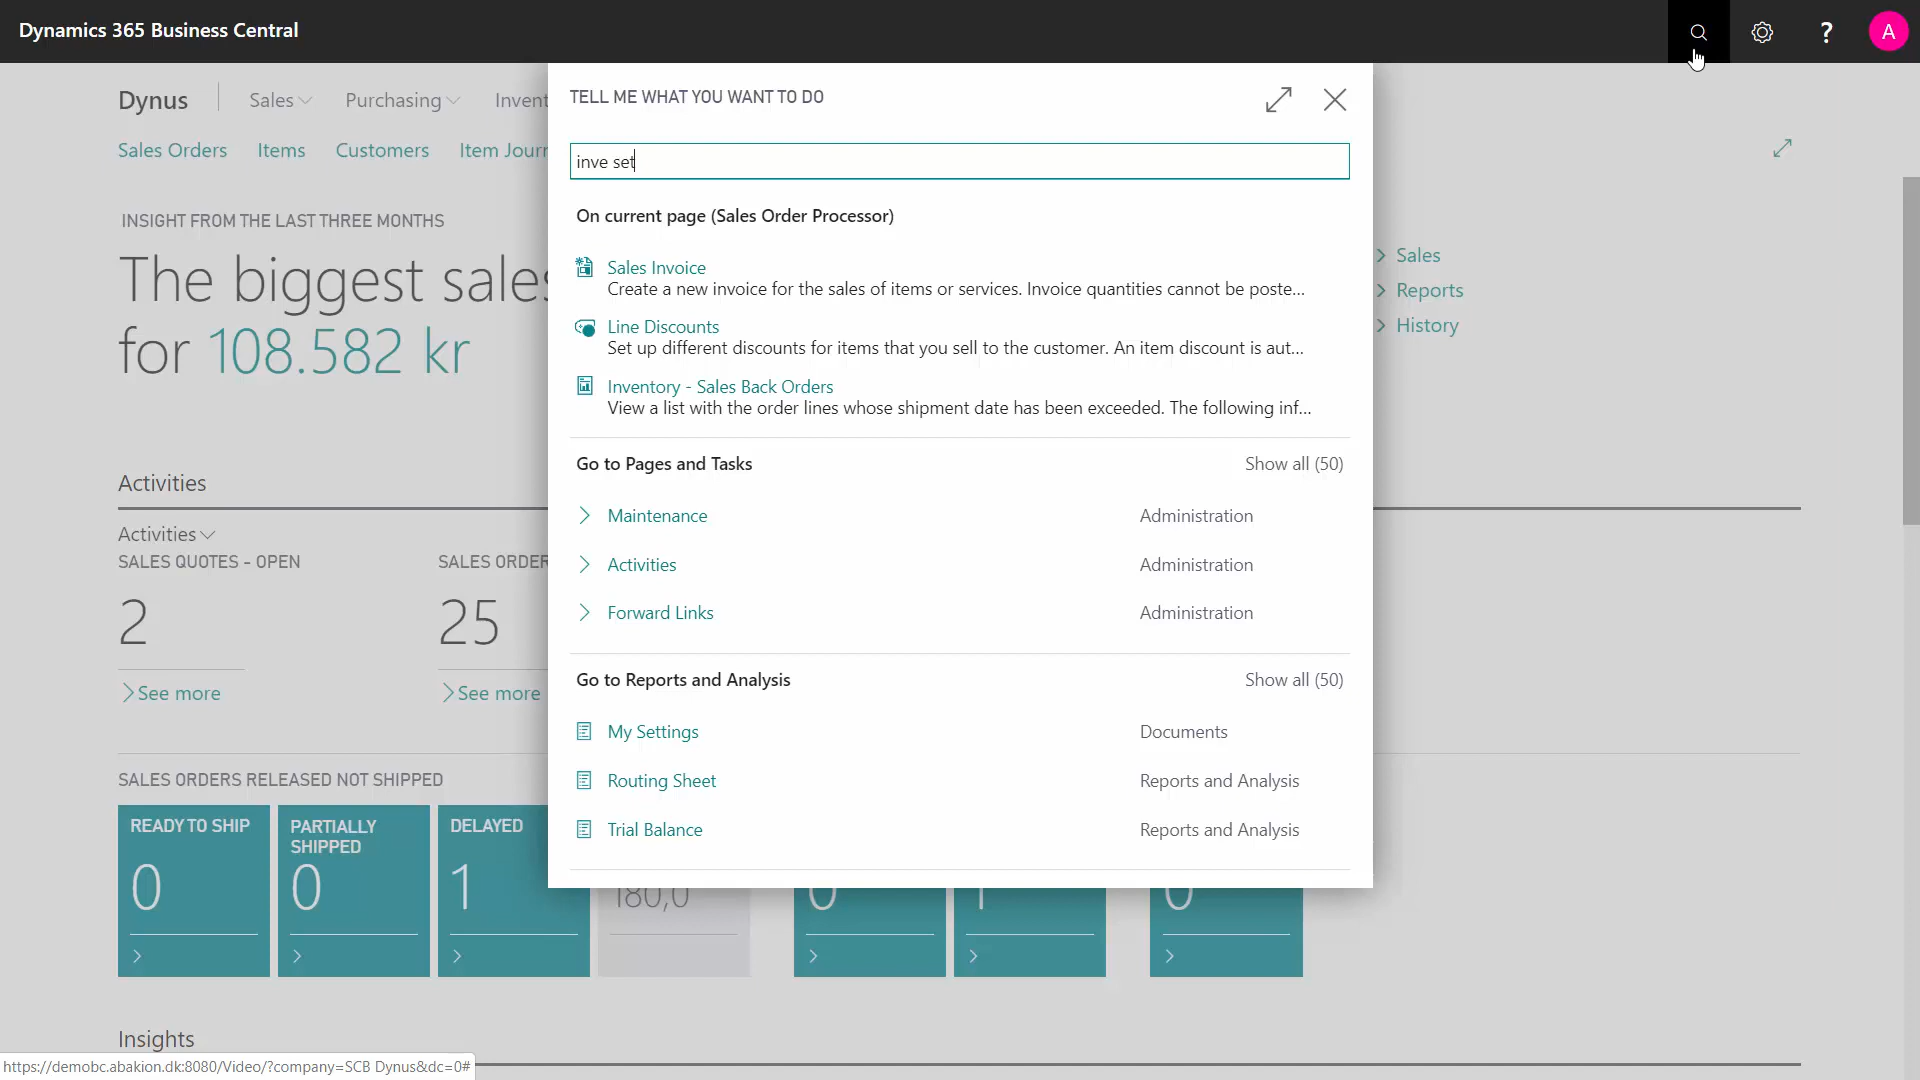 Dynamics 365 Business Central
?
A
Dynus
Sales
Purchasing
Invent
Sales Orders
Items
Customers
Item Journ
INSIGHT FROM THE LAST THREE MONTHS
The biggest sales
for 108.582 kr
TELL ME WHAT YOU WANT TO DO
inve set
On current page (Sales Order Processor)
Sales Invoice
Create a new invoice for the sales of items or services. Invoice quantities cannot be poste...
Line Discounts
Set up different discounts for items that you sell to the customer. An item discount is aut...
Inventory - Sales Back Orders
View a list with the order lines whose shipment date has been exceeded. The following inf...
Go to Pages and Tasks
Show all (50)
Maintenance
Administration
Activities
Administration
Forward Links
Administration
Go to Reports and Analysis
Show all (50)
My Settings
Documents
Routing Sheet
Reports and Analysis
Trial Balance
Reports and Analysis
Sales
Reports
History
Activities
Activities
SALES QUOTES - OPEN
SALES ORDER
2
25
See more
See more
SALES ORDERS RELEASED NOT SHIPPED
READY TO SHIP
PARTIALLY
SHIPPED
DELAYED
0
0
1
180,0
0
1
0
Insights
https://demobc.abakion.dk:8080/Video/?company=SCB Dynus&dc=0#